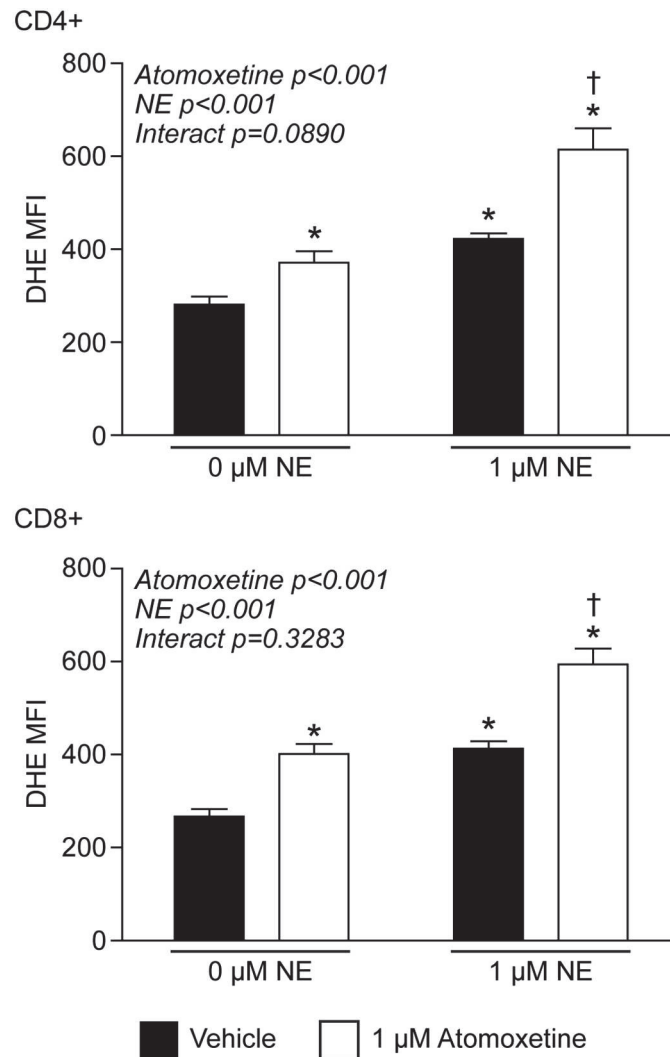 CD4+
800
600
400
200
0
DHE MFI
Atomoxetine p<0.001
NE p<0.001
Interact p=0.0890
*
*
†
*
0 µM NE
1 µM NE
CD8+
800
600
400
200
0
DHE MFI
Atomoxetine p<0.001
NE p<0.001
Interact p=0.3283
*
*
†
*
0 µM NE
1 µM NE
Vehicle
1 µM Atomoxetine